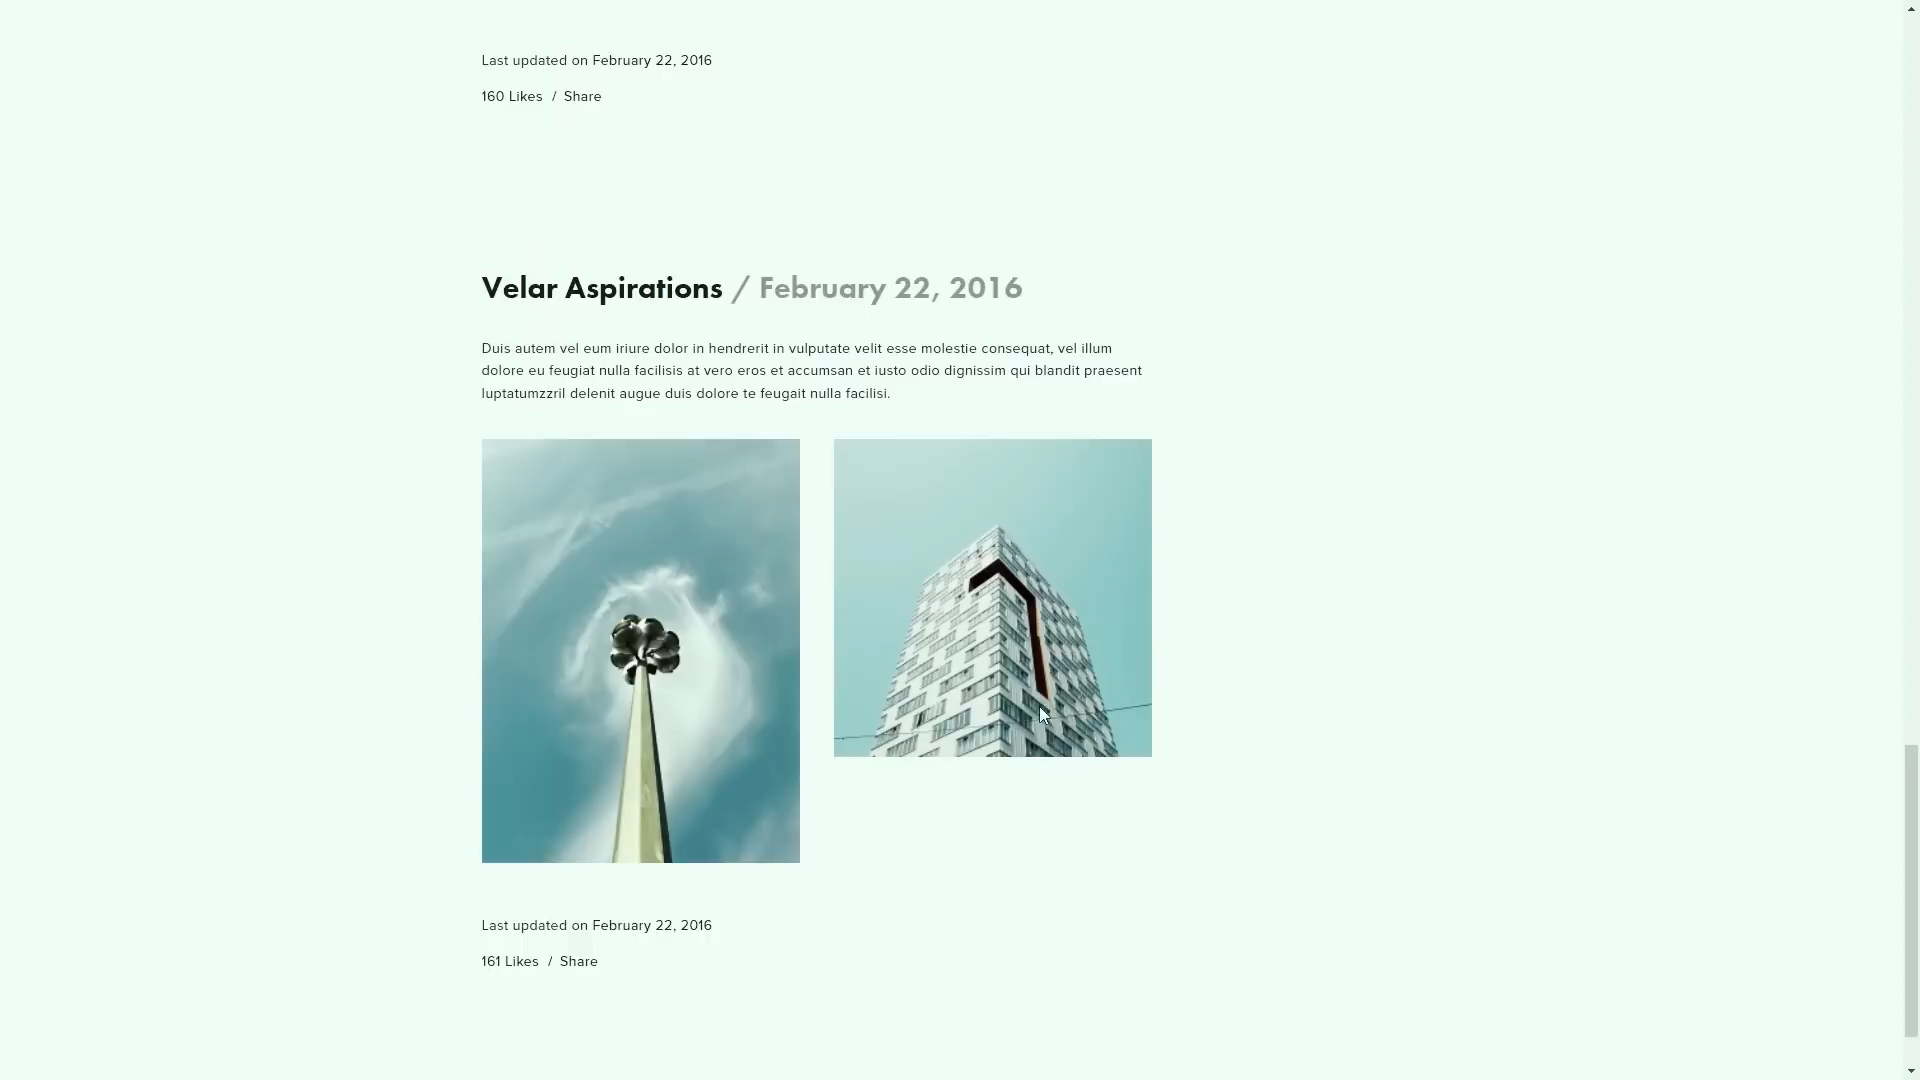 Last updated on February 22, 2016
160 Likes / Share
Velar Aspirations / February 22, 2016
Duis autem vel eum iriure dolor in hendrerit in vulputate velit esse molestie consequat, vel illum
dolore eu feugiat nulla facilisis at vero eros et accumsan et iusto odio dignissim qui blandit praesent
luptatumzzril delenit augue duis dolore te feugait nulla facilisi.
Last updated on February 22, 2016
161 Likes / Share